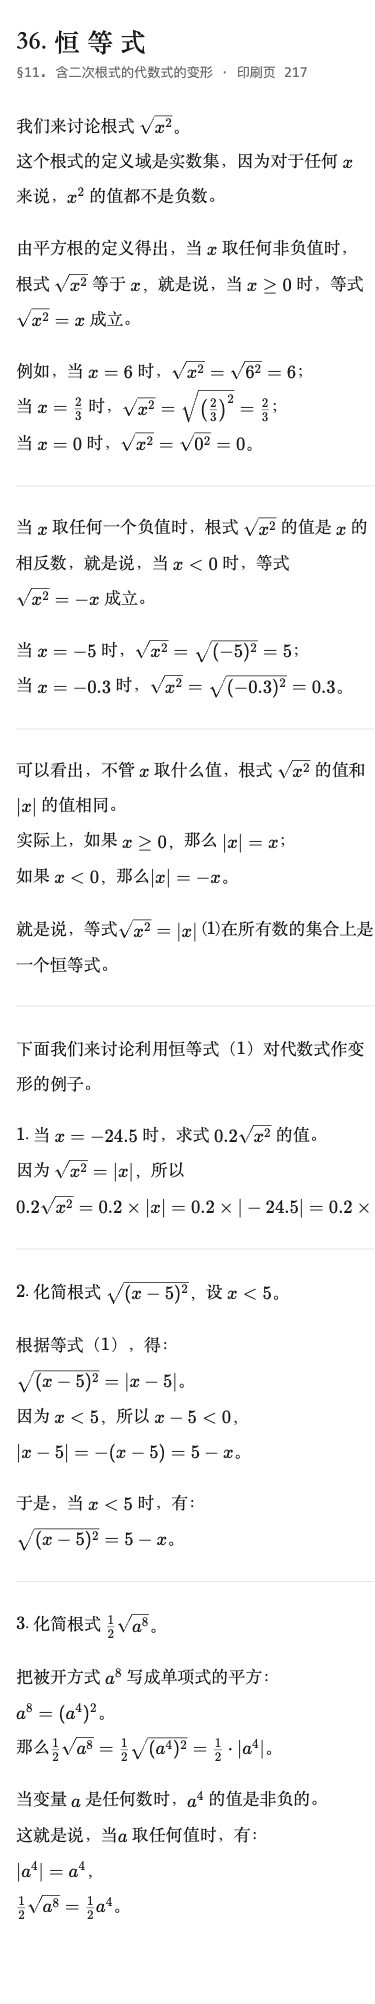 36. 恒 等 式
§11. 含二次根式的代数式的变形 · 印刷页 217
我们来讨论根式 √x²。
这个根式的定义域是实数集，因为对于任何 x
来说，x² 的值都不是负数。
由平方根的定义得出，当 x 取任何非负值时，
根式 √x² 等于 x，就是说，当 x ≥ 0 时，等式
√x² = x 成立。
例如，当 x = 6 时，√x² = √6² = 6；
当 x = 2/3 时，√x² = √(2/3)² = 2/3；
当 x = 0 时，√x² = √0² = 0。
当 x 取任何一个负值时，根式 √x² 的值是 x 的
相反数，就是说，当 x < 0 时，等式
√x² = −x 成立。
当 x = −5 时，√x² = √(−5)² = 5；
当 x = −0.3 时，√x² = √(−0.3)² = 0.3。
可以看出，不管 x 取什么值，根式 √x² 的值和
|x| 的值相同。
实际上，如果 x ≥ 0，那么 |x| = x；
如果 x < 0，那么|x| = −x。
就是说，等式√x² = |x| (1)在所有数的集合上是
一个恒等式。
下面我们来讨论利用恒等式（1）对代数式作变
形的例子。
1. 当 x = −24.5 时，求式 0.2√x² 的值。
因为 √x² = |x|，所以
0.2√x² = 0.2 × |x| = 0.2 × | − 24.5| = 0.2 ×
2. 化简根式 √(x − 5)²，设 x < 5。
根据等式（1），得：
√(x − 5)² = |x − 5|。
因为 x < 5，所以 x − 5 < 0，
|x − 5| = −(x − 5) = 5 − x。
于是，当 x < 5 时，有：
√(x − 5)² = 5 − x。
3. 化简根式 1/2√a⁸。
把被开方式 a⁸ 写成单项式的平方：
a⁸ = (a⁴)²。
那么1/2√a⁸ = 1/2√(a⁴)² = 1/2 · |a⁴|。
当变量 a 是任何数时，a⁴ 的值是非负的。
这就是说，当a 取任何值时，有：
|a⁴| = a⁴，
1/2√a⁸ = 1/2a⁴。